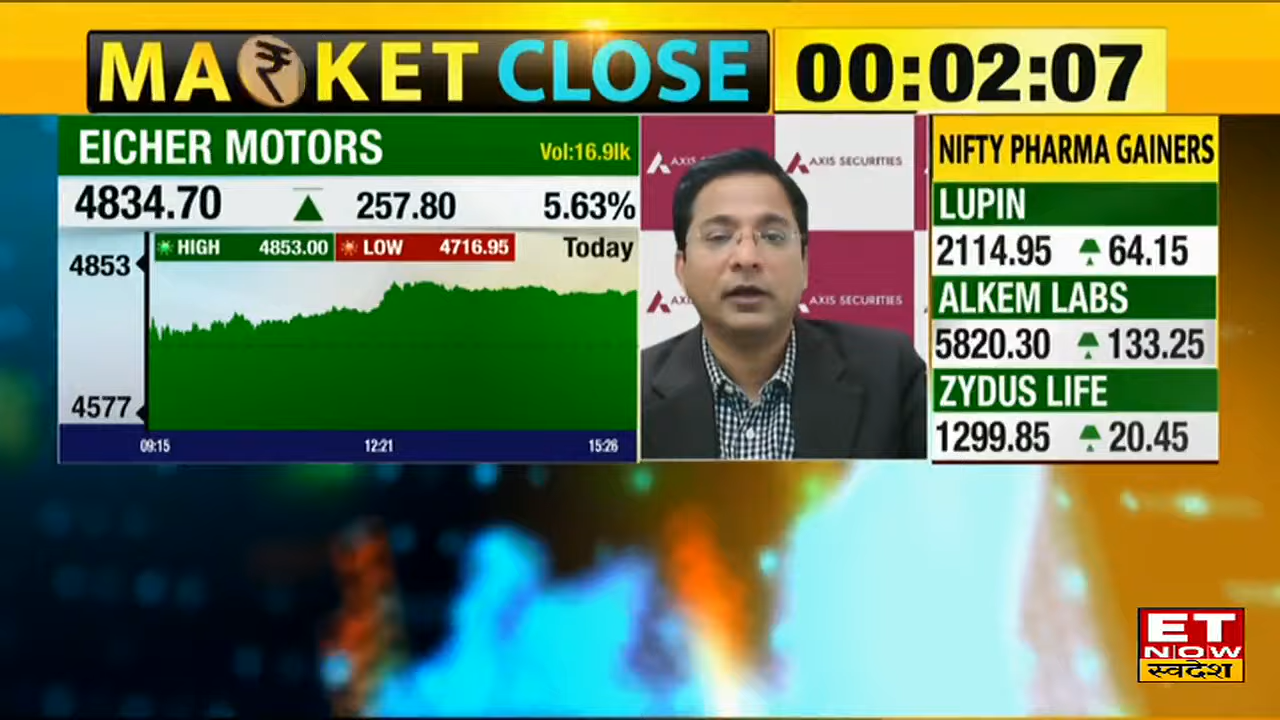 MARKET CLOSE 00:02:07
EICHER MOTORS Vol:16.9lk
4834.70 257.80 5.63%
HIGH 4853.00 LOW 4716.95 Today
4853
4577
09:15 12:21 15:26
AXIS SECURITIES
AXIS SECURITIES
NIFTY PHARMA GAINERS
LUPIN
2114.95 64.15
ALKEM LABS
5820.30 133.25
ZYDUS LIFE
1299.85 20.45
ET
NOW
स्वदेश